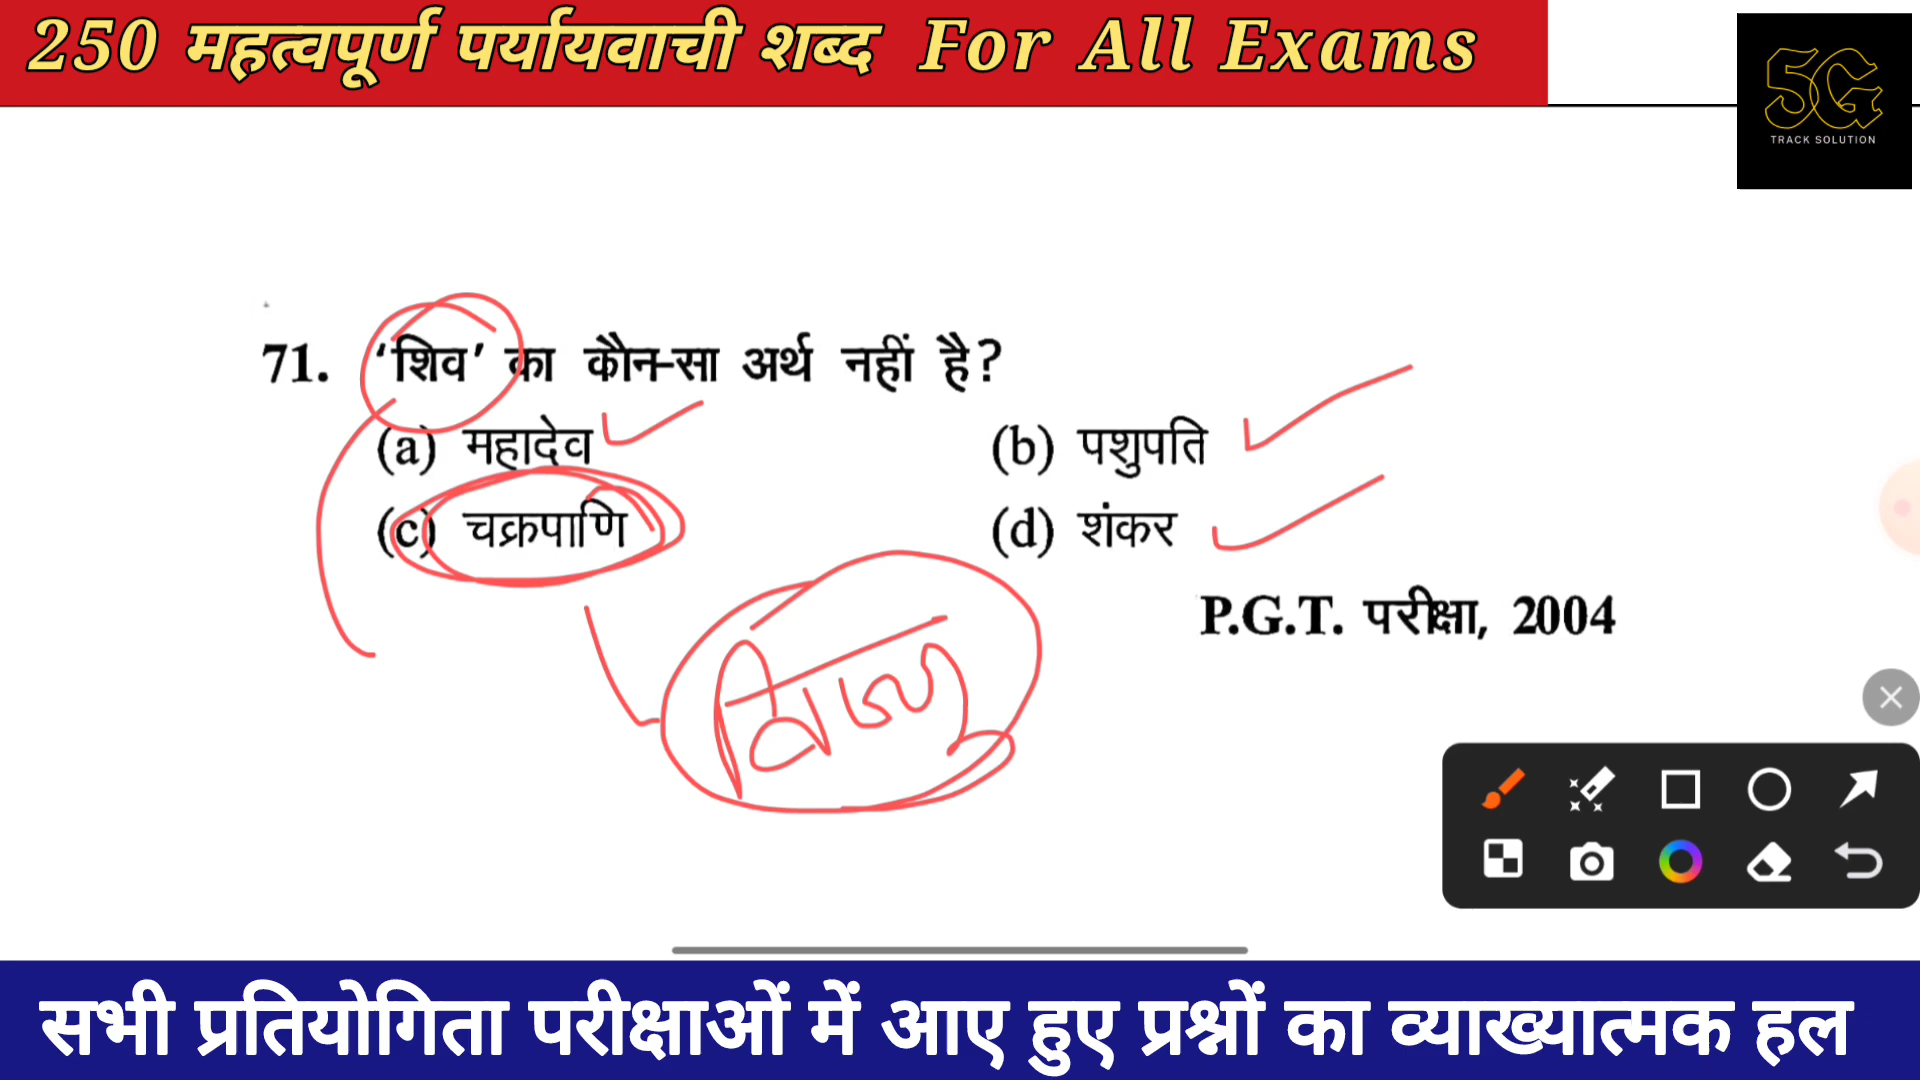 250 महत्वपूर्ण पर्यायवाची शब्द For All Exams
5G
TRACK SOLUTION
71. ‘शिव’ का कौन-सा अर्थ नहीं है?
(a) महादेव (b) पशुपति
(c) चक्रपाणि (d) शंकर
P.G.T. परीक्षा, 2004
विष्णु
सभी प्रतियोगिता परीक्षाओं में आए हुए प्रश्नों का व्याख्यात्मक हल